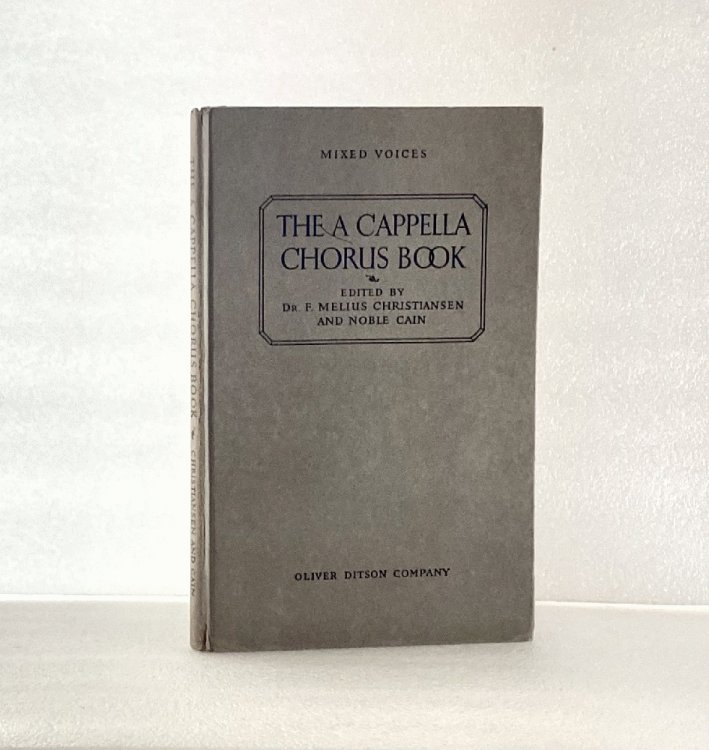 MIXED VOICES
THE A CAPPELLA
CHORUS BOOK
EDITED BY
DR. F. MELIUS CHRISTIANSEN
AND NOBLE CAIN
OLIVER DITSON COMPANY
THE A CAPPELLA CHORUS BOOK CHRISTIANSEN AND CAIN